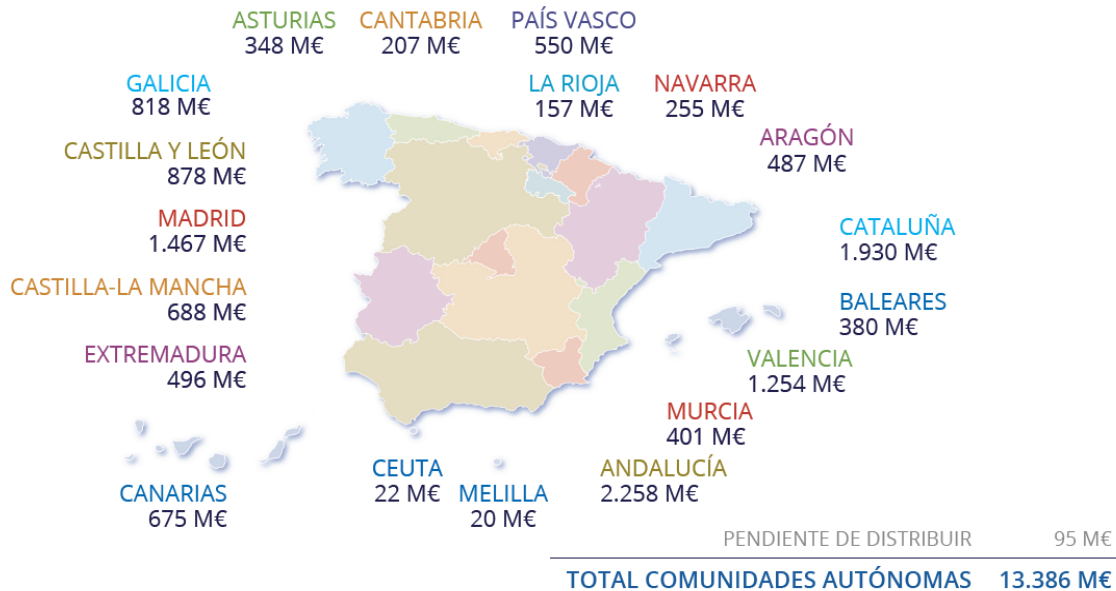 ASTURIAS
348 M€
CANTABRIA
207 M€
PAÍS VASCO
550 M€
GALICIA
818 M€
LA RIOJA
157 M€
NAVARRA
255 M€
ARAGÓN
487 M€
CASTILLA Y LEÓN
878 M€
MADRID
1.467 M€
CATALUÑA
1.930 M€
CASTILLA-LA MANCHA
688 M€
BALEARES
380 M€
EXTREMADURA
496 M€
VALENCIA
1.254 M€
MURCIA
401 M€
CANARIAS
675 M€
CEUTA
22 M€
MELILLA
20 M€
ANDALUCÍA
2.258 M€
PENDIENTE DE DISTRIBUIR 95 M€
TOTAL COMUNIDADES AUTÓNOMAS 13.386 M€